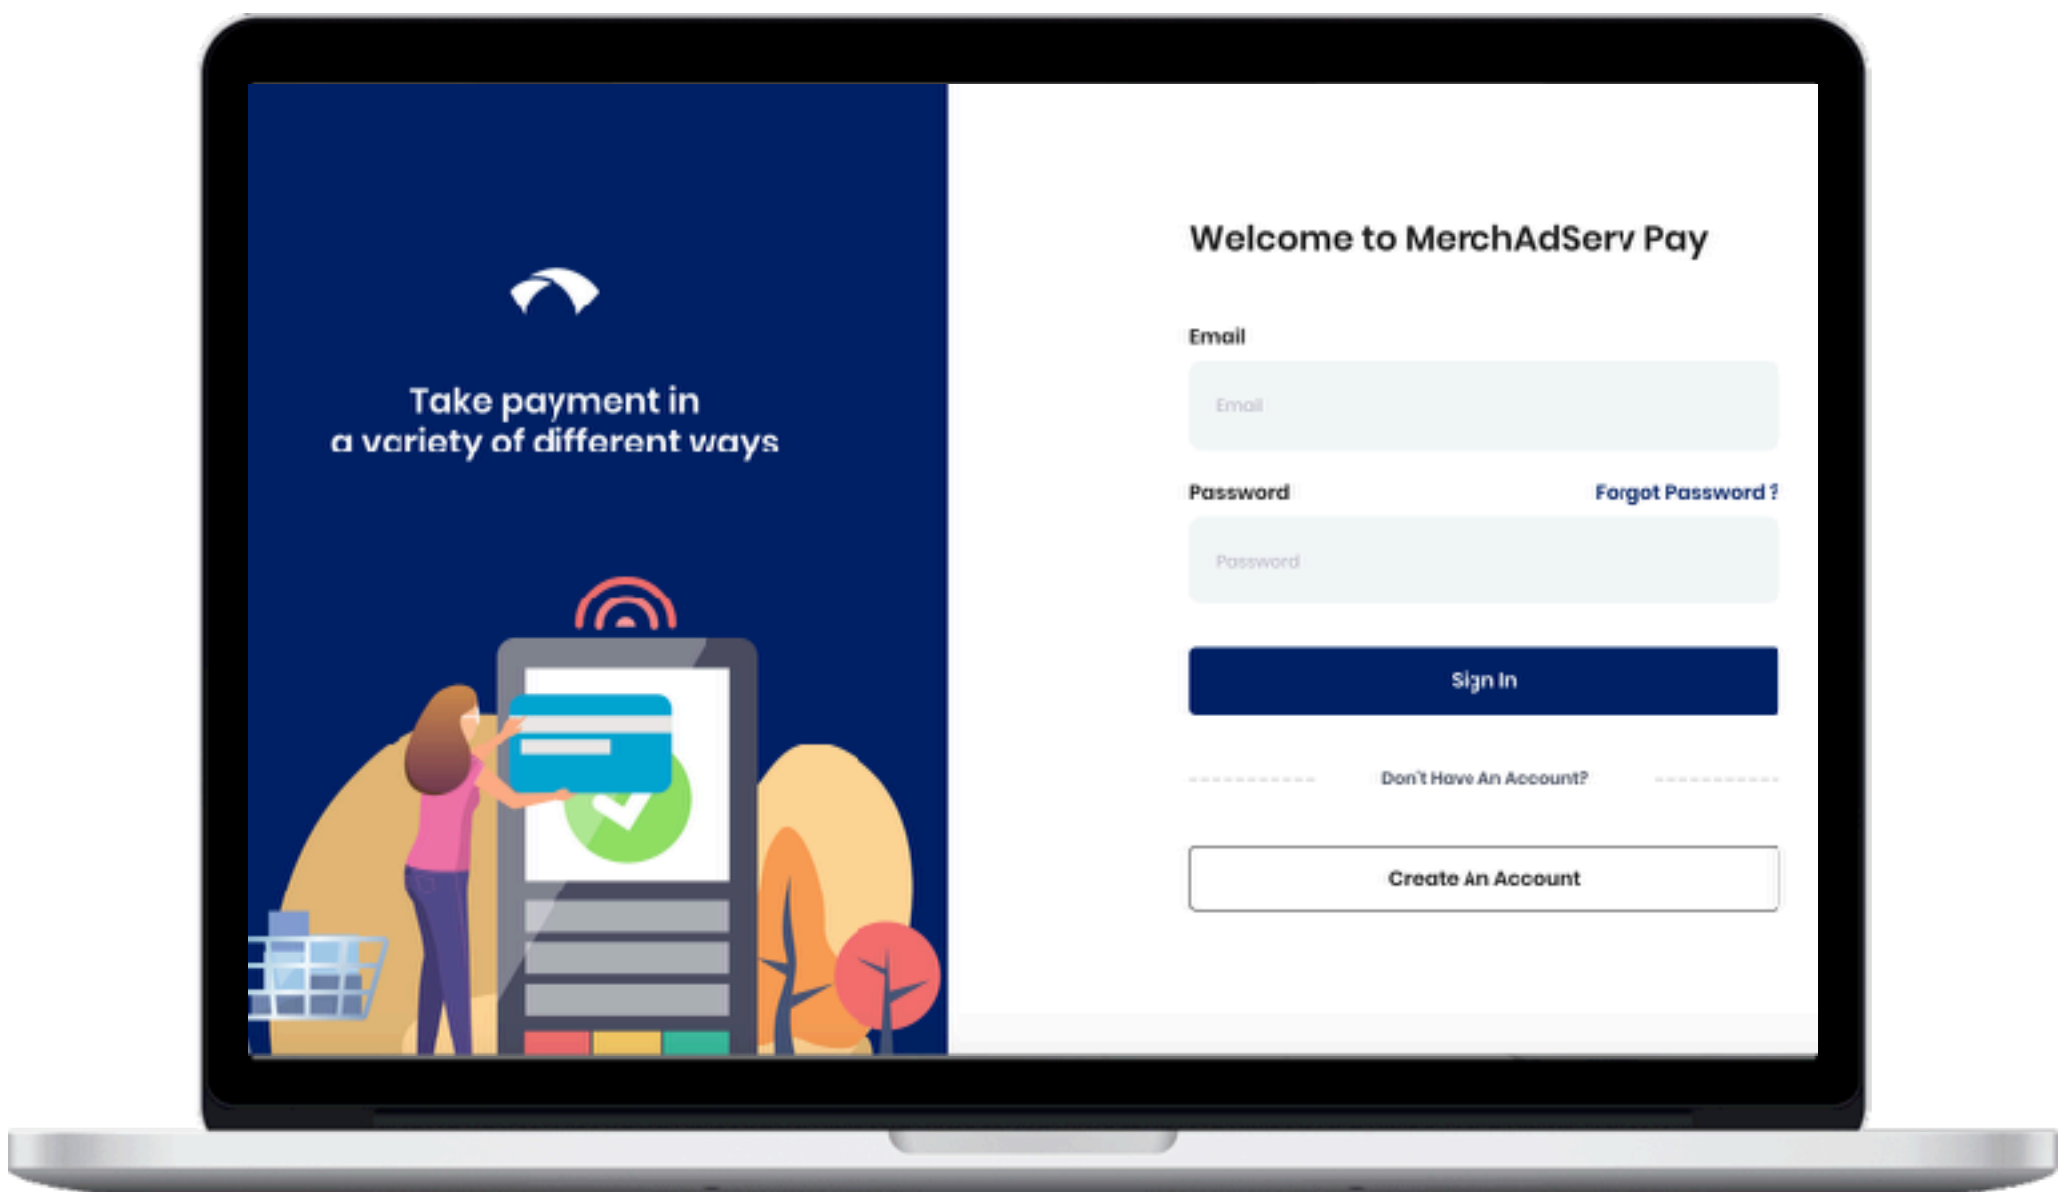 Take payment in
a variety of different ways
Welcome to MerchAdServ Pay
Email
Email
Password Forgot Password ?
Password
Sign In
Don't Have An Account?
Create An Account